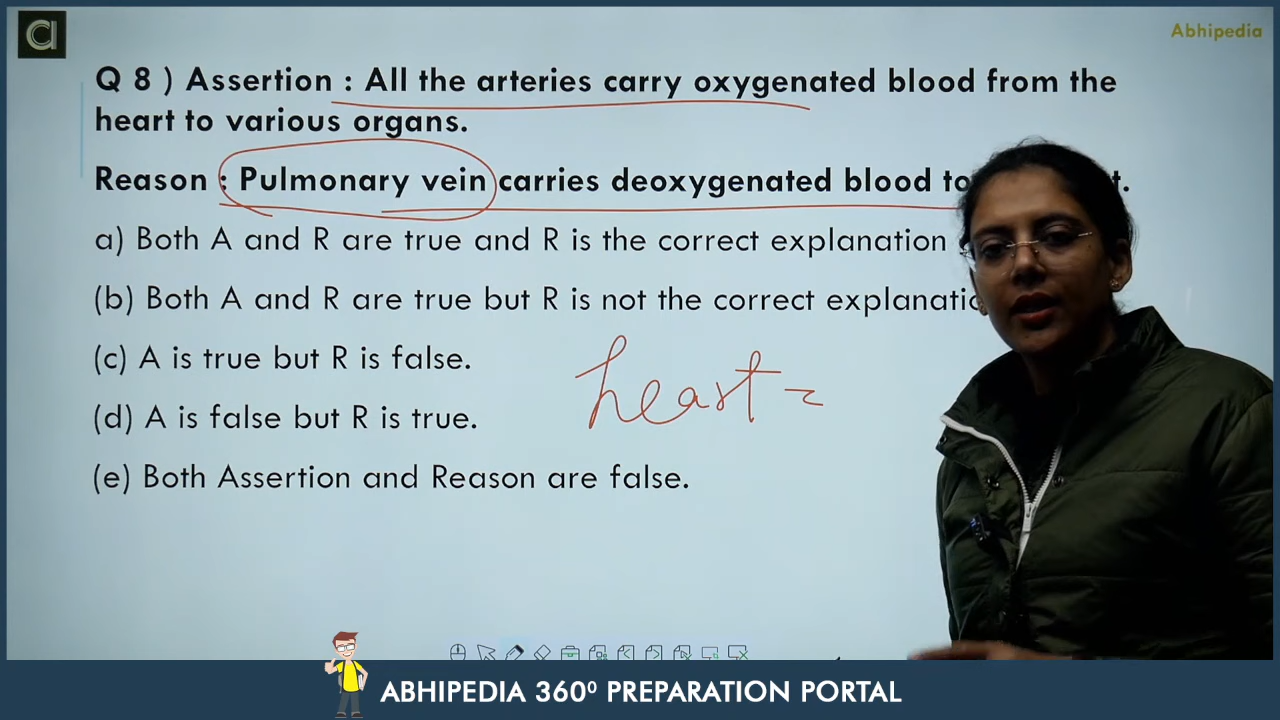 Abhipedia
Q 8 ) Assertion : All the arteries carry oxygenated blood from the
heart to various organs.
Reason : Pulmonary vein carries deoxygenated blood to t.
a) Both A and R are true and R is the correct explanation
(b) Both A and R are true but R is not the correct explanatio
(c) A is true but R is false.
heart =
(d) A is false but R is true.
(e) Both Assertion and Reason are false.
ABHIPEDIA 360⁰ PREPARATION PORTAL